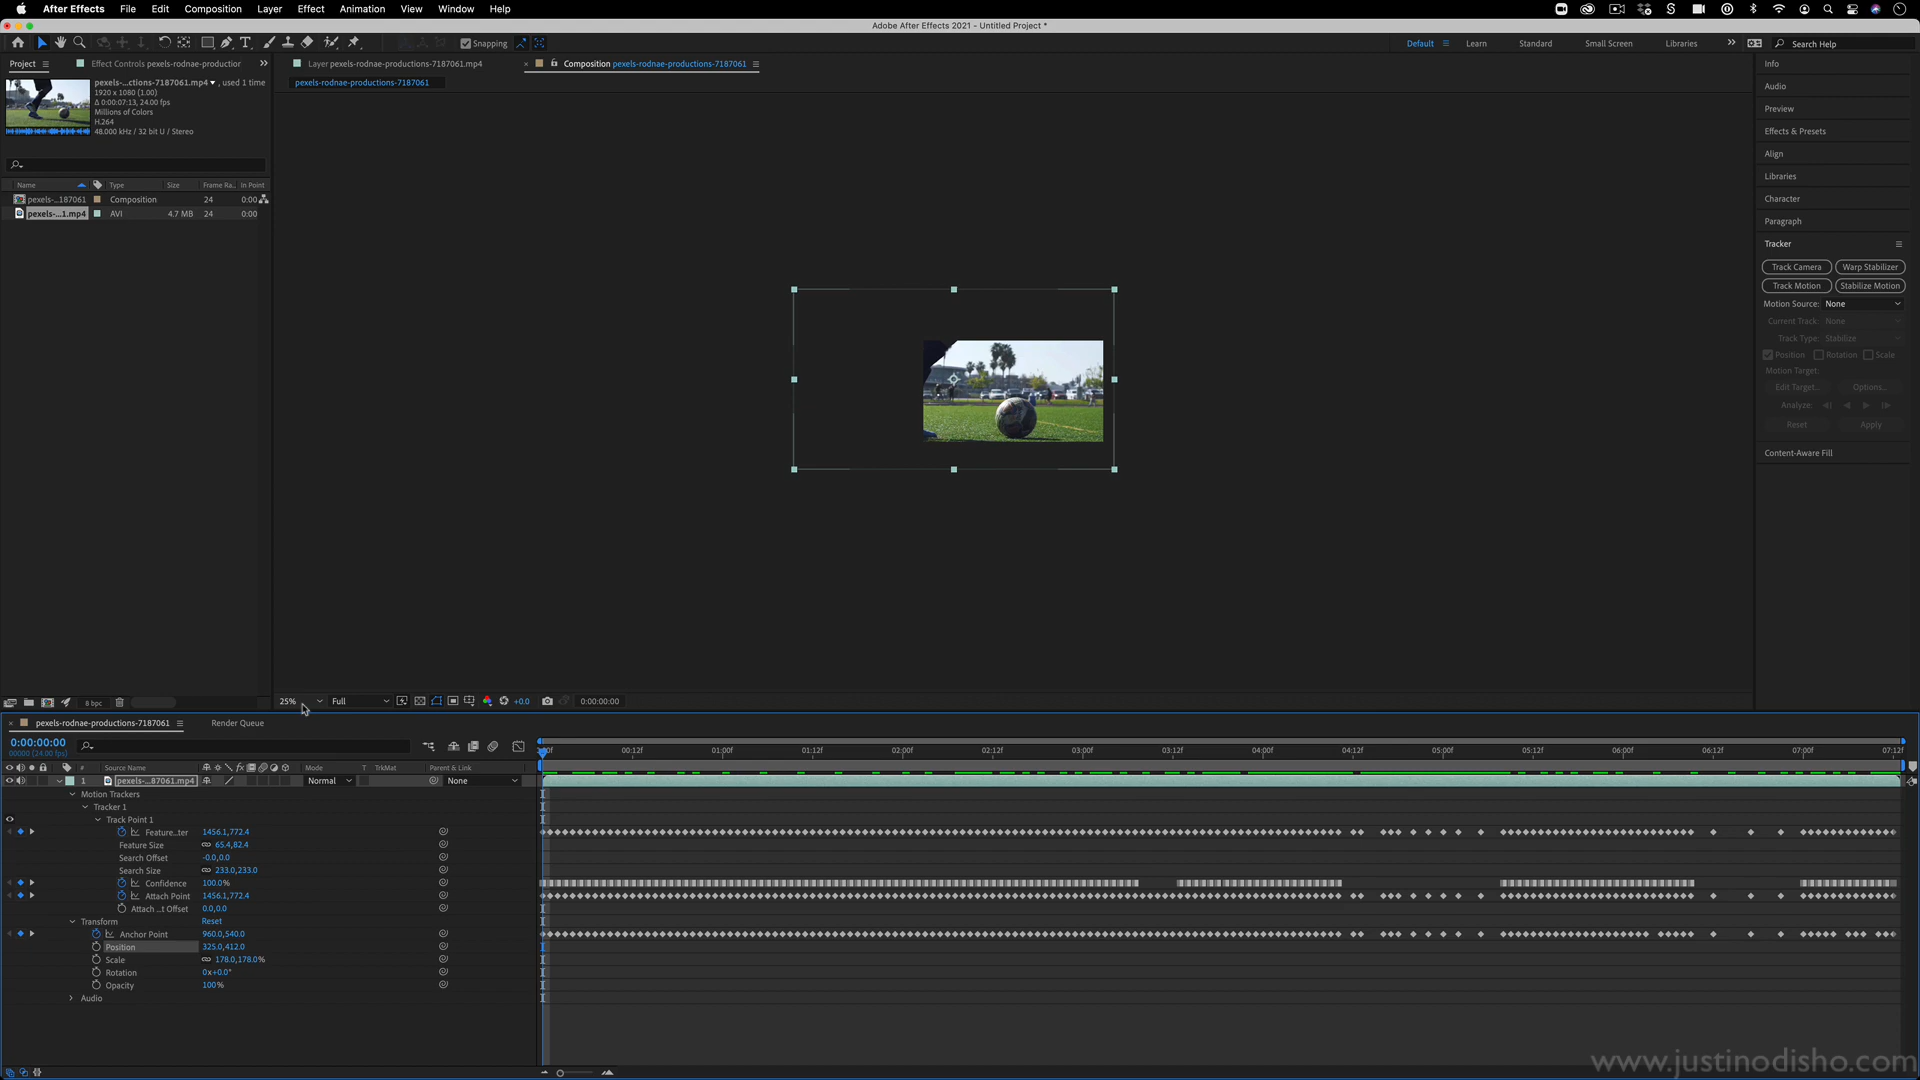 After Effects File Edit Composition Layer Effect Animation View Window Help
Adobe After Effects 2021 - Untitled Project *
Snapping
Default Learn Standard Small Screen Libraries Search Help
Project Effect Controls pexels-rodnae-productior
Layer pexels-rodnae-productions-7187061.mp4
Composition pexels-rodnae-productions-7187061
pexels-rodnae-productions-7187061
pexels-...ctions-7187061.mp4 , used 1 time
1920 x 1080 (1.00)
Δ 0:00:07:13, 24.00 fps
Millions of Colors
H.264
48.000 kHz / 32 bit U / Stereo
Name Type Size Frame Ra.. In Point
pexels-...187061 Composition 24 0:00
pexels-...1.mp4 AVI 4.7 MB 24 0:00
Info
Audio
Preview
Effects & Presets
Align
Libraries
Character
Paragraph
Tracker
Track Camera Warp Stabilizer
Track Motion Stabilize Motion
Motion Source: None
Current Track: None
Track Type: Stabilize
Position Rotation Scale
Motion Target:
Edit Target... Options...
Analyze:
Reset Apply
Content-Aware Fill
8 bpc
25% Full +0.0 0:00:00:00
pexels-rodnae-productions-7187061 Render Queue
0:00:00:00
00000 (24.00 fps)
:00f 00:12f 01:00f 01:12f 02:00f 02:12f 03:00f 03:12f 04:00f 04:12f 05:00f 05:12f 06:00f 06:12f 07:00f 07:12f
# Source Name Mode T TrkMat Parent & Link
1 pexels-...87061.mp4 Normal None
Motion Trackers
Tracker 1
Track Point 1
Feature...ter 1456.1,772.4
Feature Size 65.4,82.4
Search Offset -0.0,0.0
Search Size 233.0,233.0
Confidence 100.0%
Attach Point 1456.1,772.4
Attach ...t Offset 0.0,0.0
Transform Reset
Anchor Point 960.0,540.0
Position 325.0,412.0
Scale 178.0,178.0%
Rotation 0x+0.0°
Opacity 100%
Audio
www.justinodisho.com